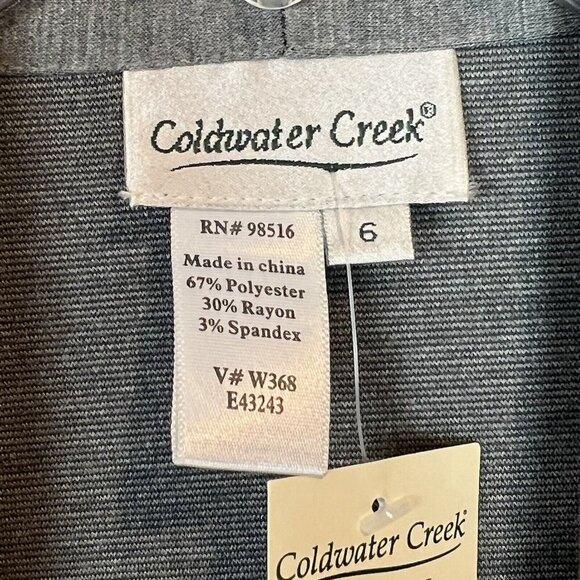 Coldwater Creek®
RN# 98516
6
Made in china
67% Polyester
30% Rayon
3% Spandex
V# W368
E43243
Coldwater Creek®